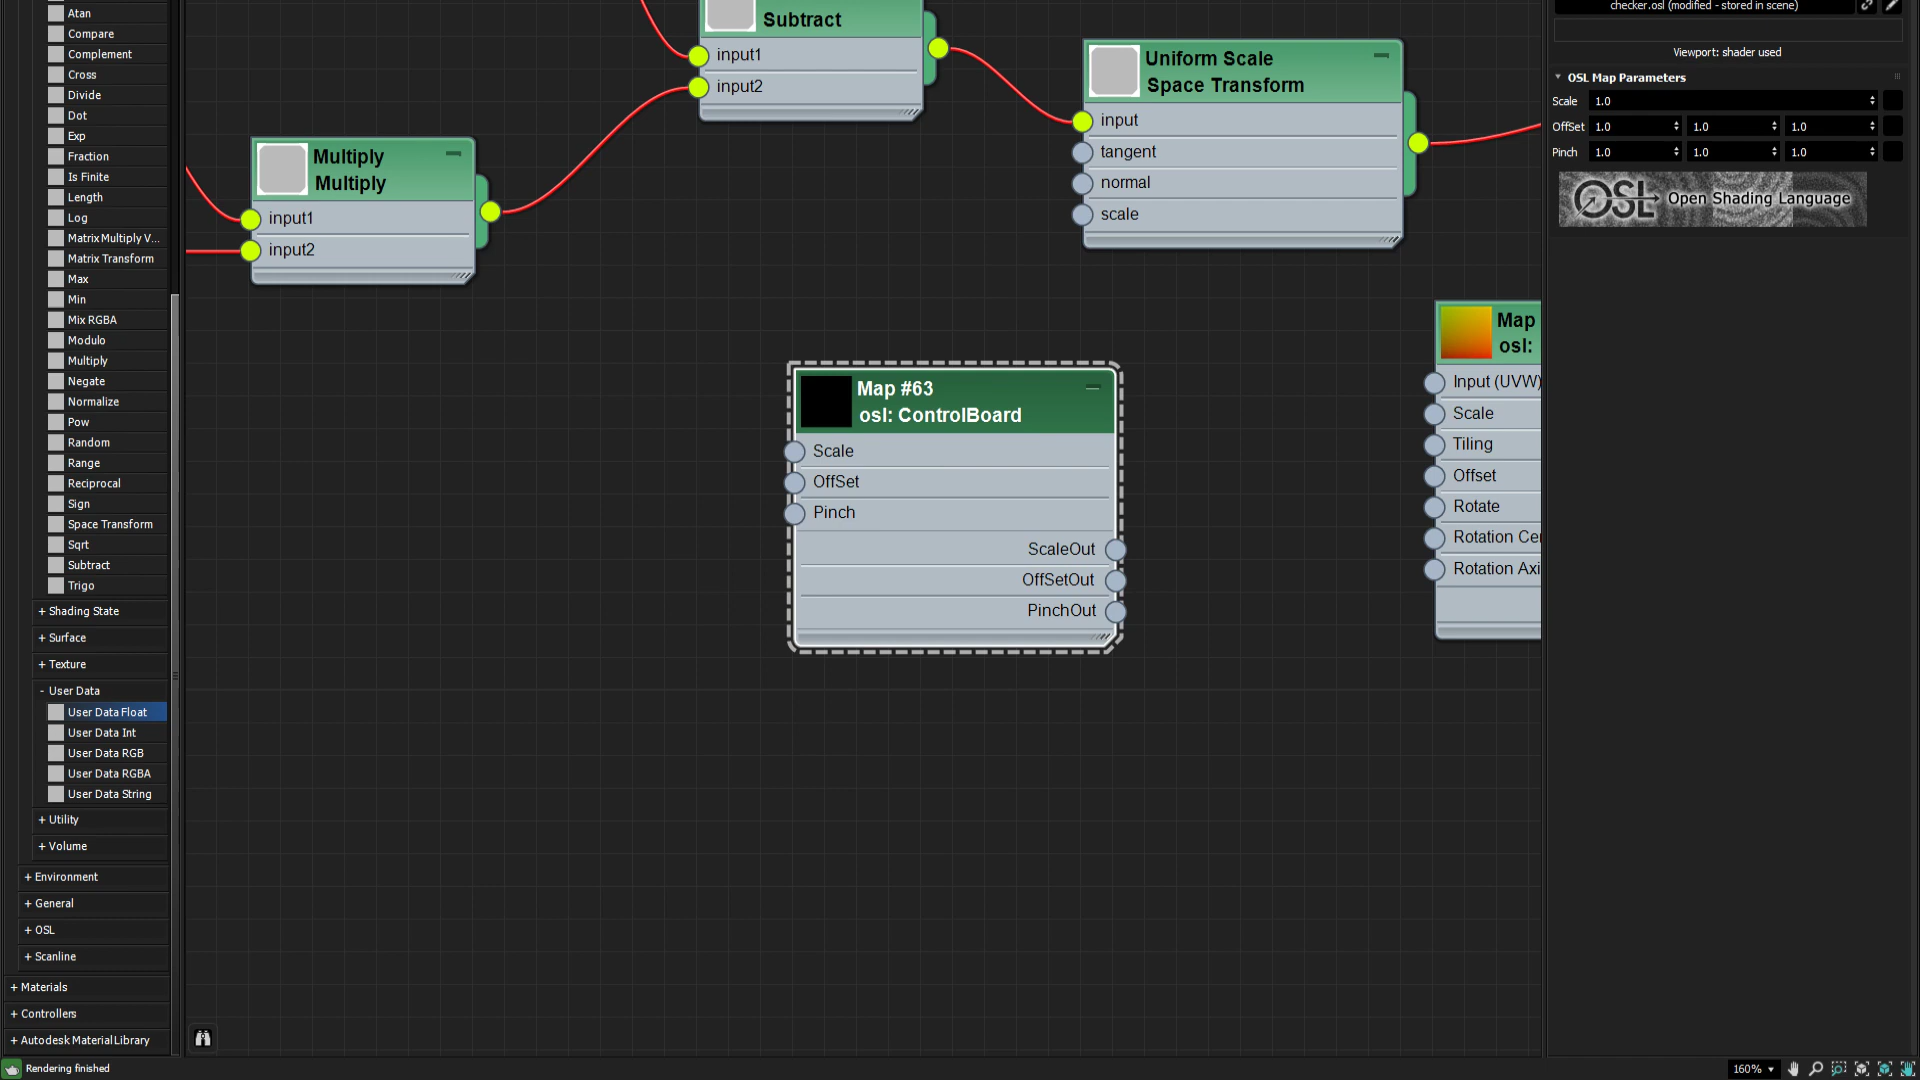 Atan
Compare
Complement
Cross
Divide
Dot
Exp
Fraction
Is Finite
Length
Log
Matrix Multiply V...
Matrix Transform
Max
Min
Mix RGBA
Modulo
Multiply
Negate
Normalize
Pow
Random
Range
Reciprocal
Sign
Space Transform
Sqrt
Subtract
Trigo
+ Shading State
+ Surface
+ Texture
- User Data
User Data Float
User Data Int
User Data RGB
User Data RGBA
User Data String
+ Utility
+ Volume
+ Environment
+ General
+ OSL
+ Scanline
+ Materials
+ Controllers
+ Autodesk Material Library
Rendering finished
Multiply
Multiply
input1
input2
Subtract
input1
input2
Uniform Scale
Space Transform
input
tangent
normal
scale
Map #63
osl: ControlBoard
Scale
OffSet
Pinch
ScaleOut
OffSetOut
PinchOut
Map
osl:
Input (UVW)
Scale
Tiling
Offset
Rotate
Rotation Cen
Rotation Axi
checker.osl (modified - stored in scene)
Viewport: shader used
OSL Map Parameters
Scale 1.0
OffSet 1.0 1.0 1.0
Pinch 1.0 1.0 1.0
OSL Open Shading Language
160%